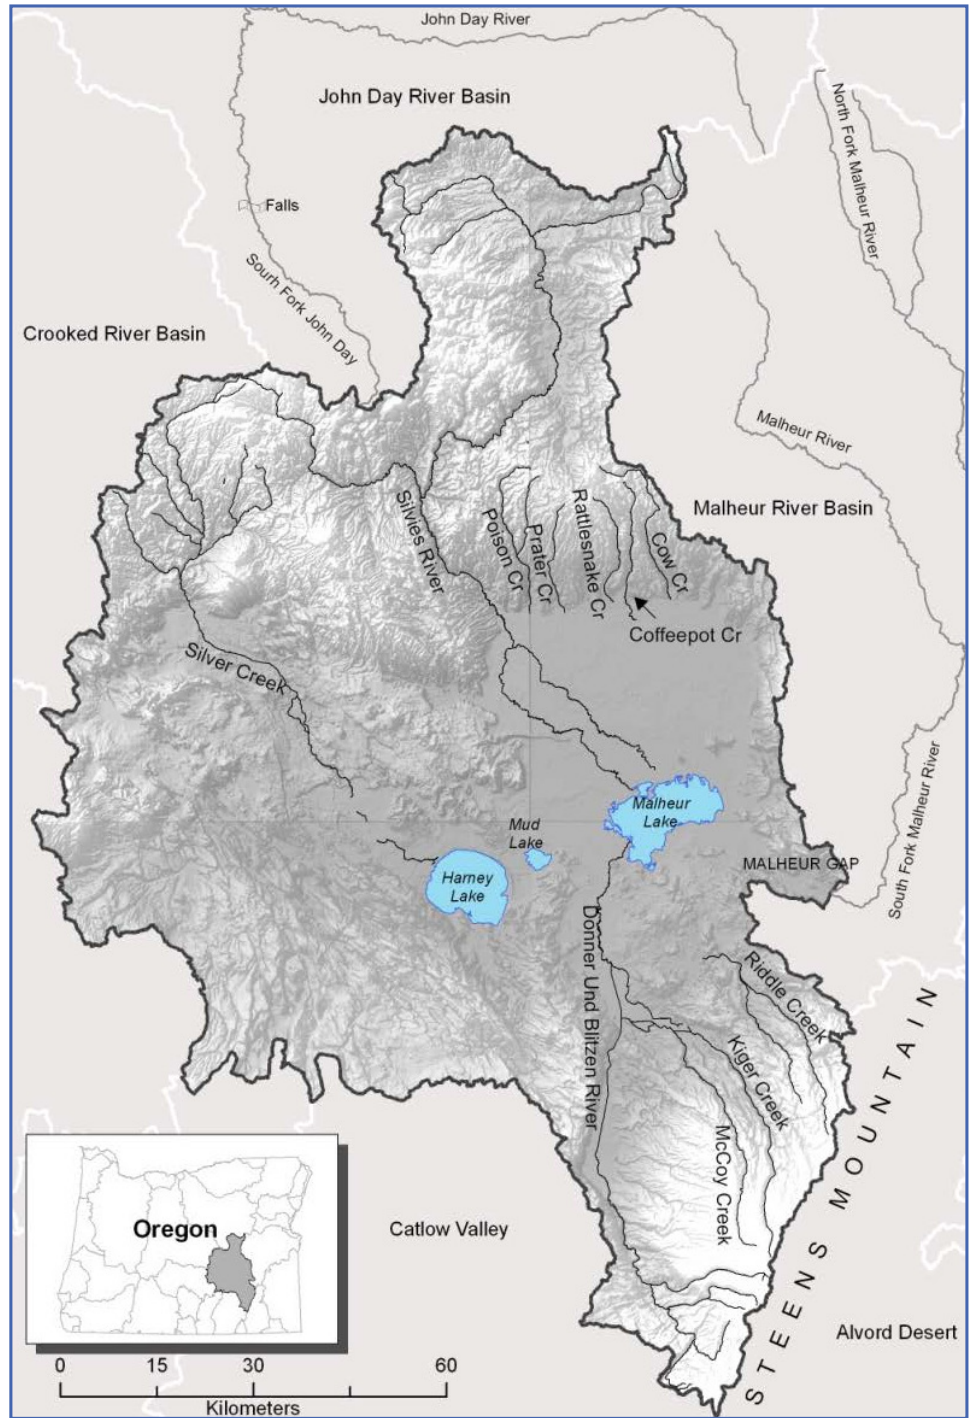 John Day River
John Day River Basin
North Fork Malheur River
Falls
Sourh Fork John Day
Crooked River Basin
Malheur River
Malheur River Basin
Silvies River
Poison Cr
Prater Cr
Rattlesnake Cr
Cow Cr
Coffeepot Cr
Silver Creek
South Fork Malheur River
Malheur
Lake
Mud
Lake
MALHEUR GAP
Harney
Lake
Donner Und Blitzen River
Riddle Creek
Kiger Creek
McCoy Creek
STEENS MOUNTAIN
Catlow Valley
Oregon
Alvord Desert
0 15 30 60
Kilometers